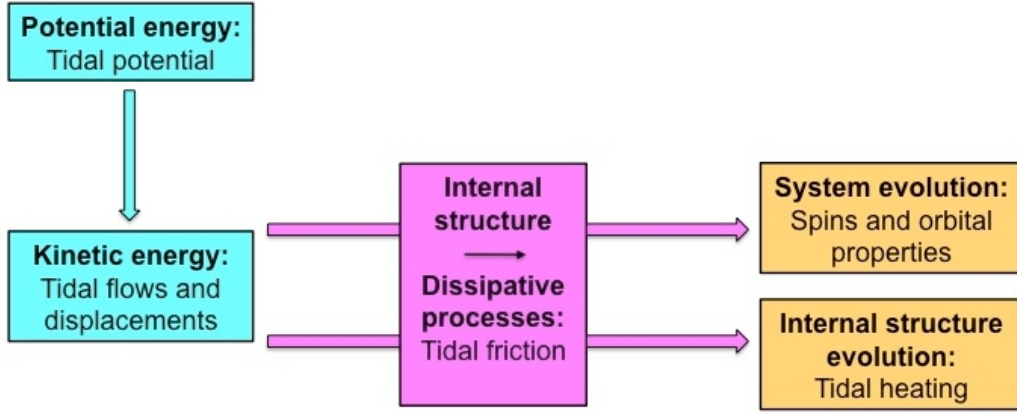 Potential energy:
Tidal potential
Kinetic energy:
Tidal flows and
displacements
Internal
structure
Dissipative
processes:
Tidal friction
System evolution:
Spins and orbital
properties
Internal structure
evolution:
Tidal heating